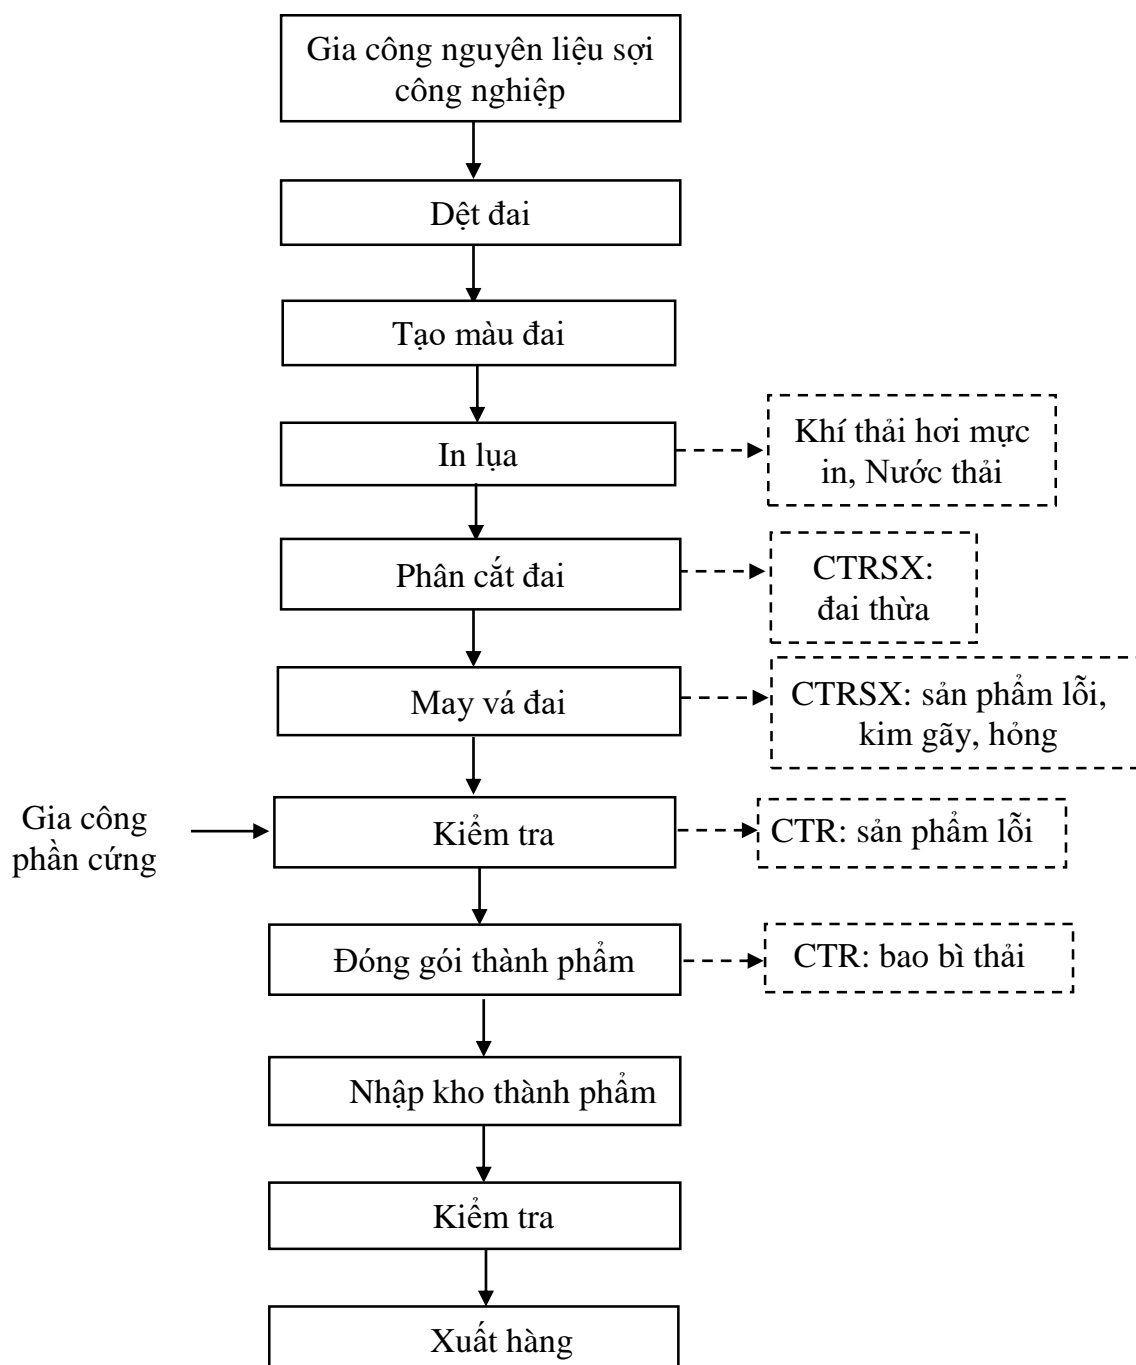 Gia công nguyên liệu sợi
công nghiệp
Dệt đai
Tạo màu đai
In lụa
Khí thải hơi mực
in, Nước thải
Phân cắt đai
CTRSX:
đai thừa
May vá đai
CTRSX: sản phẩm lỗi,
kim gãy, hỏng
Gia công
phần cứng
Kiểm tra
CTR: sản phẩm lỗi
Đóng gói thành phẩm
CTR: bao bì thải
Nhập kho thành phẩm
Kiểm tra
Xuất hàng